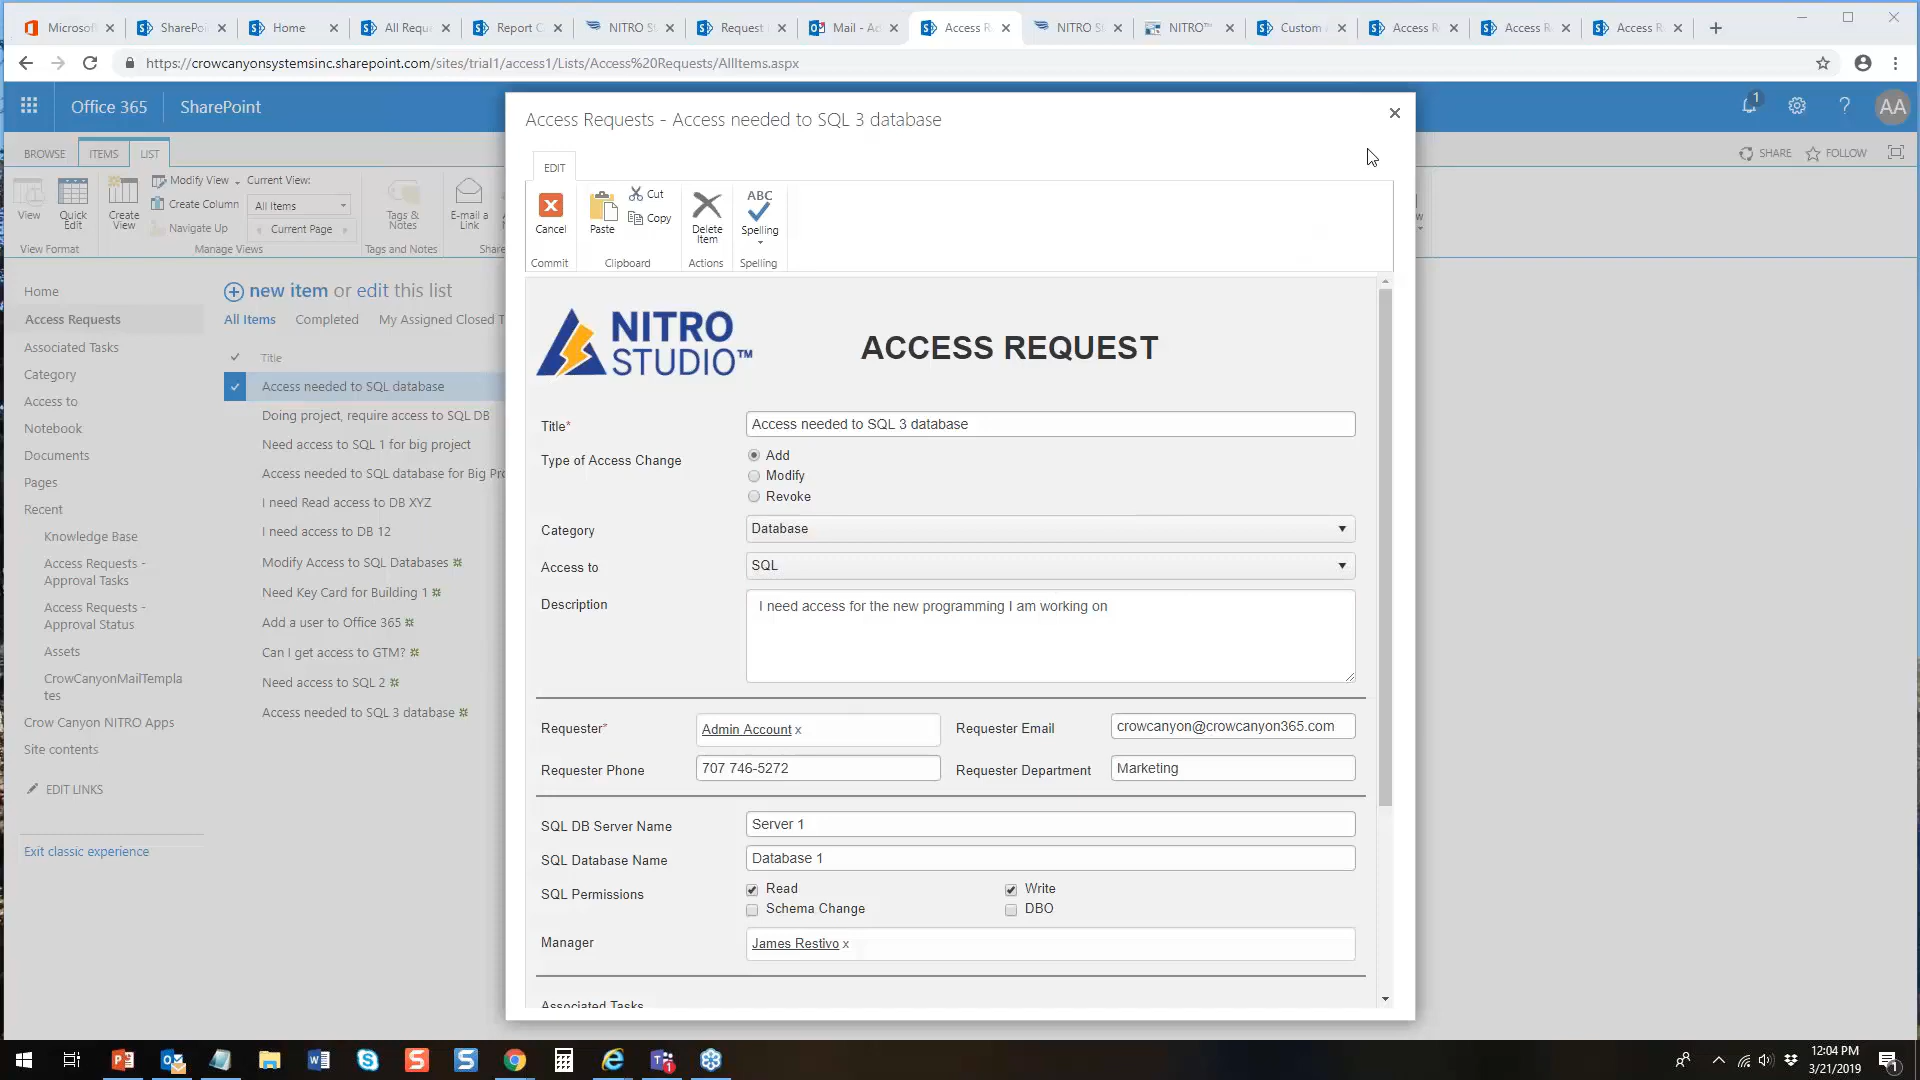 Microsoft
SharePoi
Home
All Requ
Report C
NITRO S
Request
Mail - Ad
Access R
NITRO S
NITRO™
Custom
Access R
Access R
Access R
https://crowcanyonsystemsinc.sharepoint.com/sites/trial1/access1/Lists/Access%20Requests/AllItems.aspx
Office 365
SharePoint
1
?
AA
BROWSE
ITEMS
LIST
SHARE
FOLLOW
View
Quick Edit
Create View
Modify View
Create Column
Navigate Up
Current View:
All Items
Current Page
Tags & Notes
E-mail a Link
View Format
Manage Views
Tags and Notes
Share
Home
Access Requests
Associated Tasks
Category
Access to
Notebook
Documents
Pages
Recent
Knowledge Base
Access Requests -
Approval Tasks
Access Requests -
Approval Status
Assets
CrowCanyonMailTempla
tes
Crow Canyon NITRO Apps
Site contents
EDIT LINKS
Exit classic experience
new item or edit this list
All Items
Completed
My Assigned Closed T
Title
Access needed to SQL database
Doing project, require access to SQL DB
Need access to SQL 1 for big project
Access needed to SQL database for Big Pro
I need Read access to DB XYZ
I need access to DB 12
Modify Access to SQL Databases
Need Key Card for Building 1
Add a user to Office 365
Can I get access to GTM?
Need access to SQL 2
Access needed to SQL 3 database
Access Requests - Access needed to SQL 3 database
EDIT
Cancel
Paste
Cut
Copy
Delete Item
ABC
Spelling
Commit
Clipboard
Actions
Spelling
NITRO
STUDIO™
ACCESS REQUEST
Title*
Access needed to SQL 3 database
Type of Access Change
Add
Modify
Revoke
Category
Database
Access to
SQL
Description
I need access for the new programming I am working on
Requester*
Admin Account x
Requester Email
crowcanyon@crowcanyon365.com
Requester Phone
707 746-5272
Requester Department
Marketing
SQL DB Server Name
Server 1
SQL Database Name
Database 1
SQL Permissions
Read
Write
Schema Change
DBO
Manager
James Restivo x
Associated Tasks
12:04 PM
3/21/2019
1